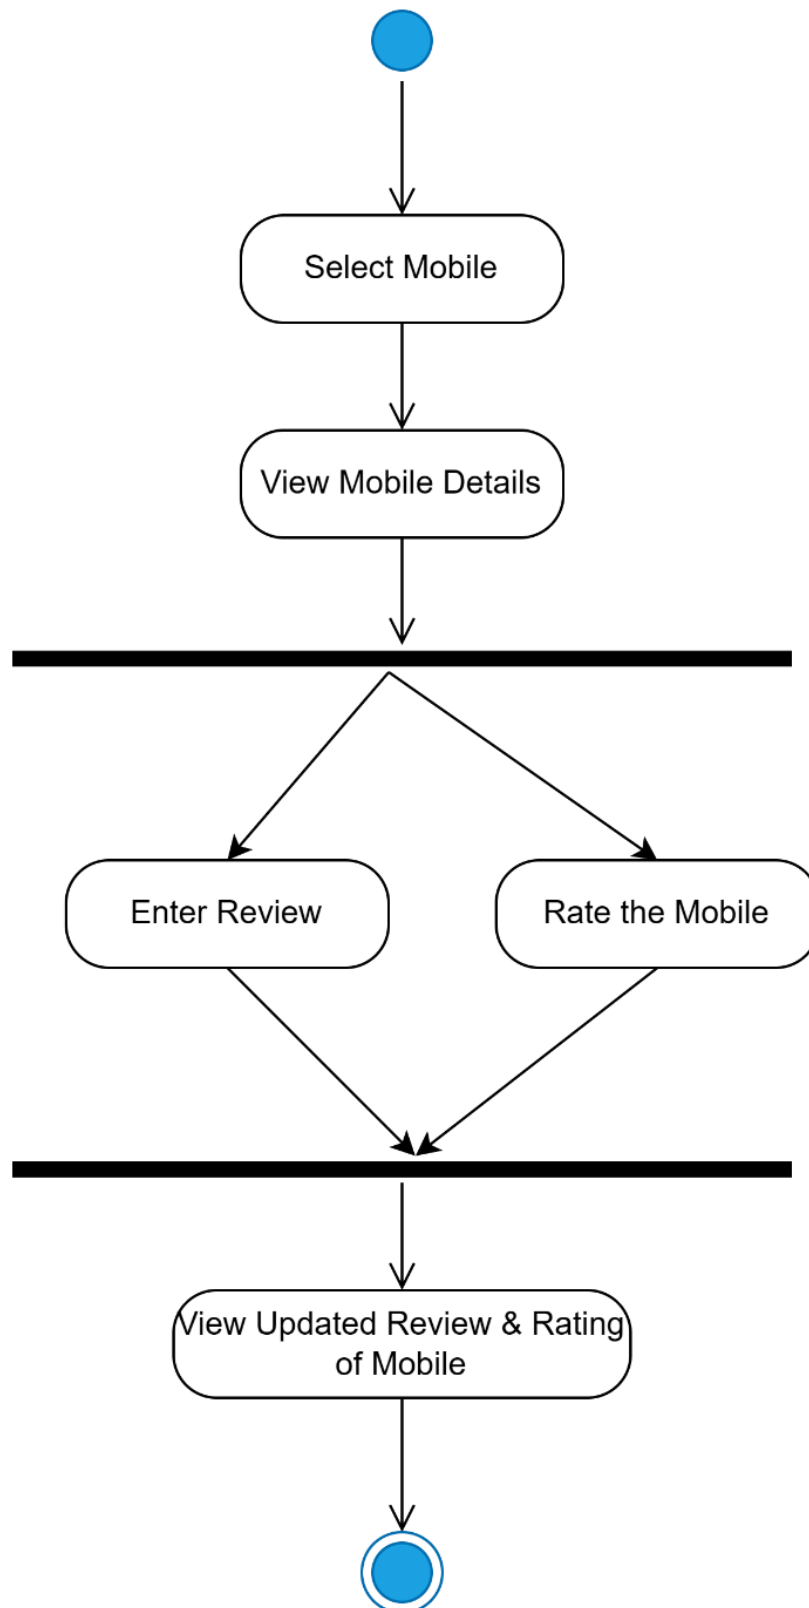 Select Mobile
View Mobile Details
Enter Review
Rate the Mobile
View Updated Review & Rating
of Mobile